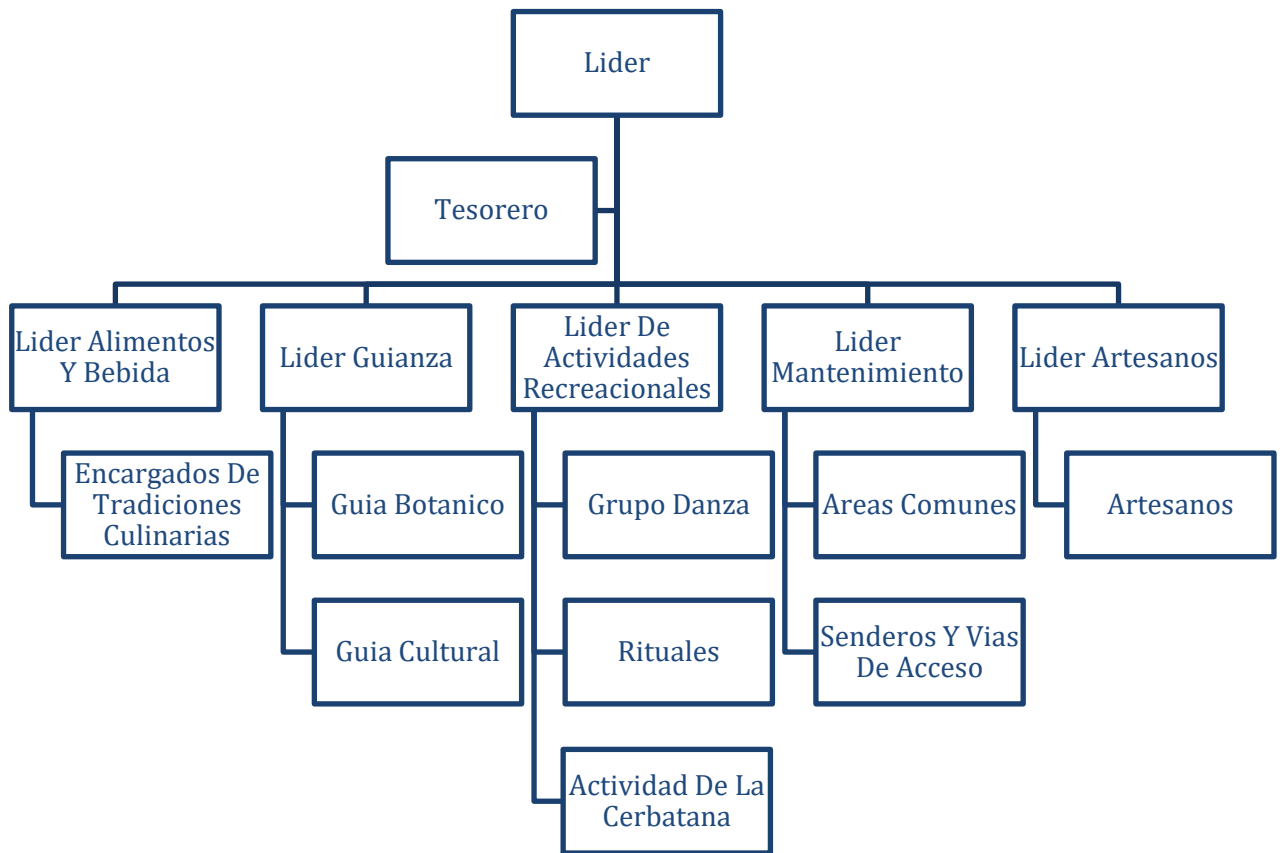 Lider
Tesorero
Lider Alimentos
Y Bebida
Lider Guianza
Lider De
Actividades
Recreacionales
Lider
Mantenimiento
Lider Artesanos
Encargados De
Tradiciones
Culinarias
Guia Botanico
Grupo Danza
Areas Comunes
Artesanos
Guia Cultural
Rituales
Senderos Y Vias
De Acceso
Actividad De La
Cerbatana